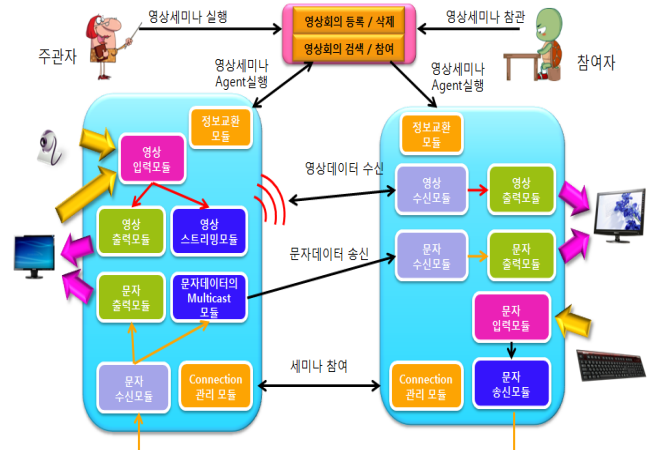 영상세미나 실행
영상회의 등록 / 삭제
영상세미나 참관
주관자
영상회의 검색 / 참여
참여자
영상세미나
Agent실행
영상세미나
Agent실행
정보교환
모듈
영상
입력모듈
영상
출력모듈
영상
스트리밍모듈
문자
출력모듈
문자데이터의
Multicast
모듈
문자
수신모듈
Connection
관리 모듈
영상데이터 수신
문자데이터 송신
세미나 참여
정보교환
모듈
영상
수신모듈
영상
출력모듈
문자
수신모듈
문자
출력모듈
문자
입력모듈
Connection
관리 모듈
문자
송신모듈